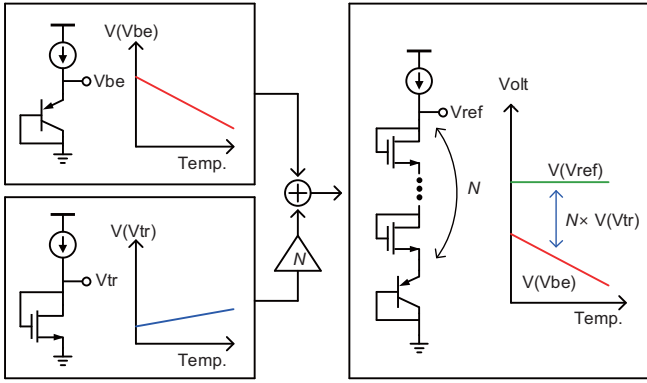 V(Vbe)
Vbe
Temp.
V(Vtr)
Vtr
Temp.
N
Vref
N
Volt
V(Vref)
N× V(Vtr)
V(Vbe)
Temp.